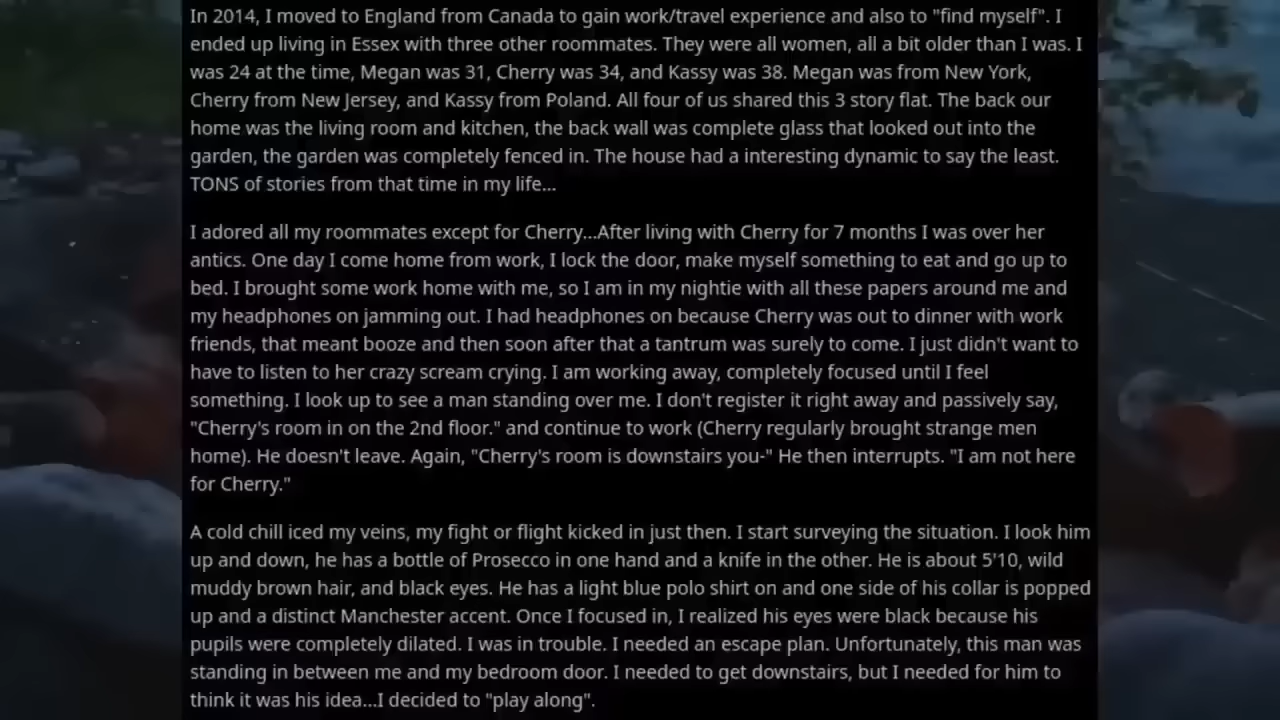 In 2014, I moved to England from Canada to gain work/travel experience and also to "find myself". I
ended up living in Essex with three other roommates. They were all women, all a bit older than I was. I
was 24 at the time, Megan was 31, Cherry was 34, and Kassy was 38. Megan was from New York,
Cherry from New Jersey, and Kassy from Poland. All four of us shared this 3 story flat. The back our
home was the living room and kitchen, the back wall was complete glass that looked out into the
garden, the garden was completely fenced in. The house had a interesting dynamic to say the least.
TONS of stories from that time in my life...
I adored all my roommates except for Cherry...After living with Cherry for 7 months I was over her
antics. One day I come home from work, I lock the door, make myself something to eat and go up to
bed. I brought some work home with me, so I am in my nightie with all these papers around me and
my headphones on jamming out. I had headphones on because Cherry was out to dinner with work
friends, that meant booze and then soon after that a tantrum was surely to come. I just didn't want to
have to listen to her crazy scream crying. I am working away, completely focused until I feel
something. I look up to see a man standing over me. I don't register it right away and passively say,
"Cherry's room in on the 2nd floor." and continue to work (Cherry regularly brought strange men
home). He doesn't leave. Again, "Cherry's room is downstairs you-" He then interrupts. "I am not here
for Cherry."
A cold chill iced my veins, my fight or flight kicked in just then. I start surveying the situation. I look him
up and down, he has a bottle of Prosecco in one hand and a knife in the other. He is about 5'10, wild
muddy brown hair, and black eyes. He has a light blue polo shirt on and one side of his collar is popped
up and a distinct Manchester accent. Once I focused in, I realized his eyes were black because his
pupils were completely dilated. I was in trouble. I needed an escape plan. Unfortunately, this man was
standing in between me and my bedroom door. I needed to get downstairs, but I needed for him to
think it was his idea...I decided to "play along".